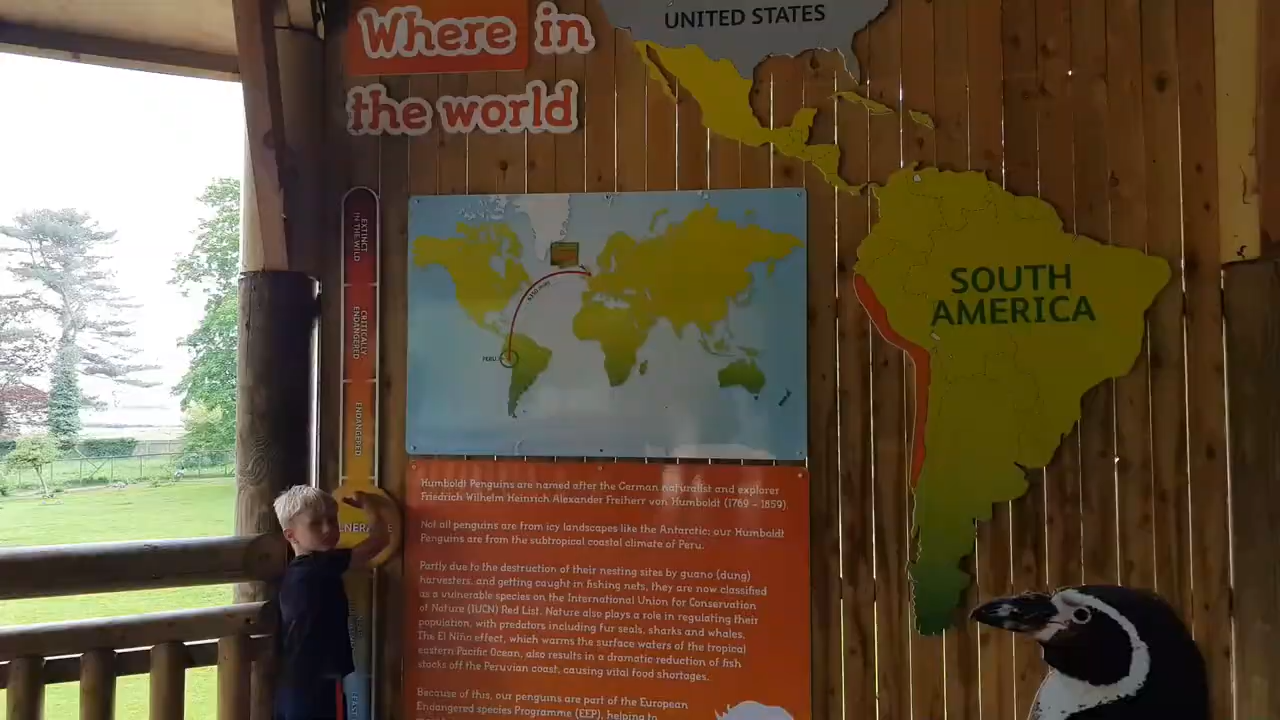 Where in
the world
UNITED STATES
SOUTH
AMERICA
EXTINCT
IN THE WILD
CRITICALLY
ENDANGERED
ENDANGERED
PERU
Humboldt Penguins are named after the German naturalist and explorer
Friedrich Wilhelm Heinrich Alexander Freiherr von Humboldt (1769 - 1859).
Not all penguins are from icy landscapes like the Antarctic; our Humboldt
Penguins are from the subtropical coastal climate of Peru.
Partly due to the destruction of their nesting sites by guano (dung)
harvesters, and getting caught in fishing nets, they are now classified
as a vulnerable species on the International Union for Conservation
of Nature (IUCN) Red List. Nature also plays a role in regulating their
population, with predators including fur seals, sharks and whales.
The El Niño effect, which warms the surface waters of the tropical
eastern Pacific Ocean, also results in a dramatic reduction of fish
stocks off the Peruvian coast, causing vital food shortages.
Because of this, our penguins are part of the European
Endangered species Programme (EEP), helping to